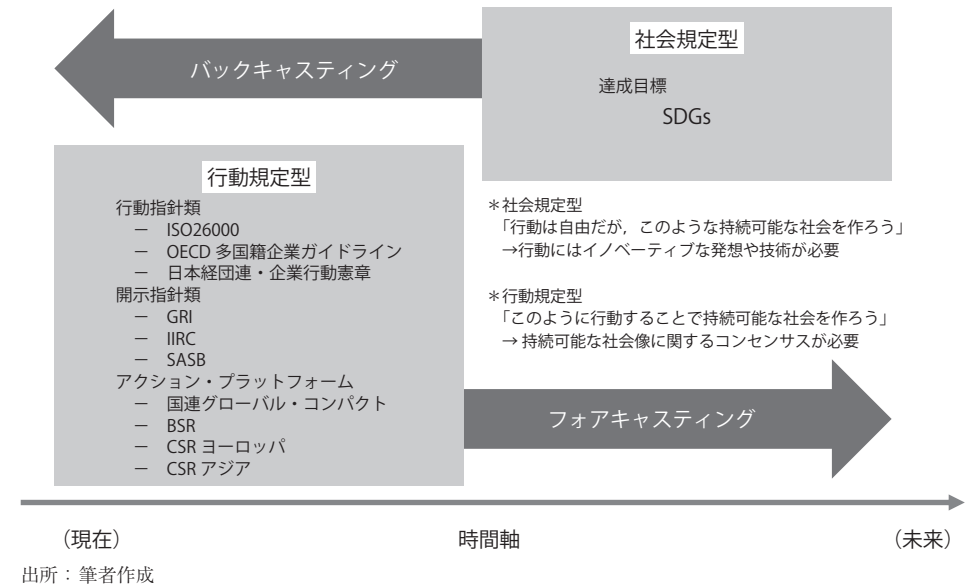 社会規定型
達成目標
SDGs
バックキャスティング
行動規定型
行動指針類
－ ISO26000
－ OECD 多国籍企業ガイドライン
－ 日本経団連・企業行動憲章
開示指針類
－ GRI
－ IIRC
－ SASB
アクション・プラットフォーム
－ 国連グローバル・コンパクト
－ BSR
－ CSR ヨーロッパ
－ CSR アジア
＊社会規定型
「行動は自由だが，このような持続可能な社会を作ろう」
→行動にはイノベーティブな発想や技術が必要
＊行動規定型
「このように行動することで持続可能な社会を作ろう」
→ 持続可能な社会像に関するコンセンサスが必要
フォアキャスティング
（現在） 時間軸 （未来）
出所：筆者作成